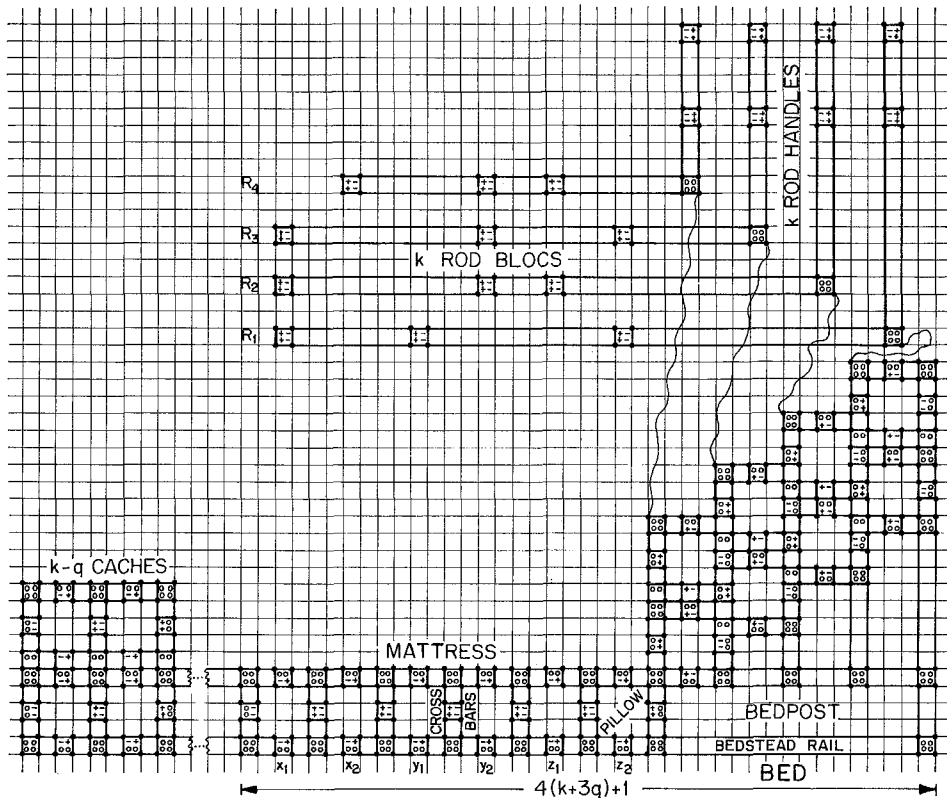 k ROD HANDLES
R4
R3
k ROD BLOCS
R2
R1
k-q CACHES
MATTRESS
CROSS BARS
PILLOW
BEDPOST
BEDSTEAD RAIL
x1 x2 y1 y2 z1 z2
BED
4(k+3q)+1